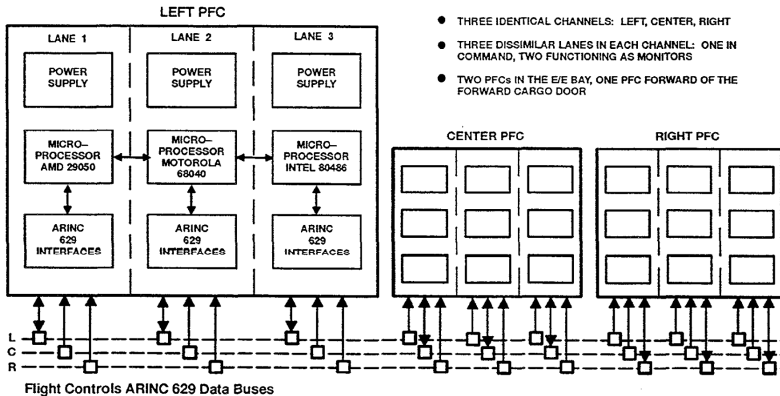 LEFT PFC
LANE 1
LANE 2
LANE 3
POWER
SUPPLY
POWER
SUPPLY
POWER
SUPPLY
MICRO–
PROCESSOR
AMD 29050
MICRO–
PROCESSOR
MOTOROLA
68040
MICRO–
PROCESSOR
INTEL 80486
ARINC
629
INTERFACES
ARINC
629
INTERFACES
ARINC
629
INTERFACES
● THREE IDENTICAL CHANNELS: LEFT, CENTER, RIGHT
● THREE DISSIMILAR LANES IN EACH CHANNEL: ONE IN
COMMAND, TWO FUNCTIONING AS MONITORS
● TWO PFCs IN THE E/E BAY, ONE PFC FORWARD OF THE
FORWARD CARGO DOOR
CENTER PFC
RIGHT PFC
L
C
R
Flight Controls ARINC 629 Data Buses